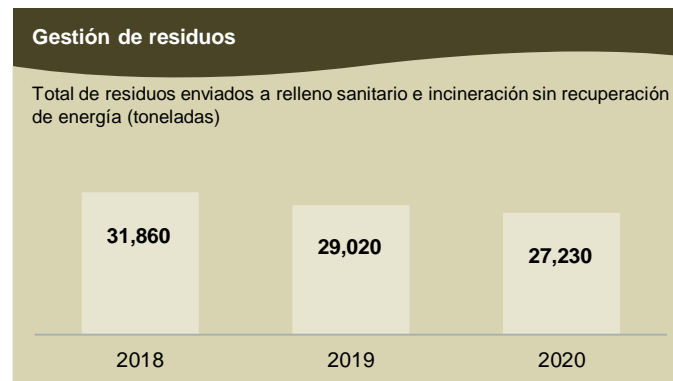 Gestión de residuos
Total de residuos enviados a relleno sanitario e incineración sin recuperación
de energía (toneladas)
31,860
29,020
27,230
2018
2019
2020